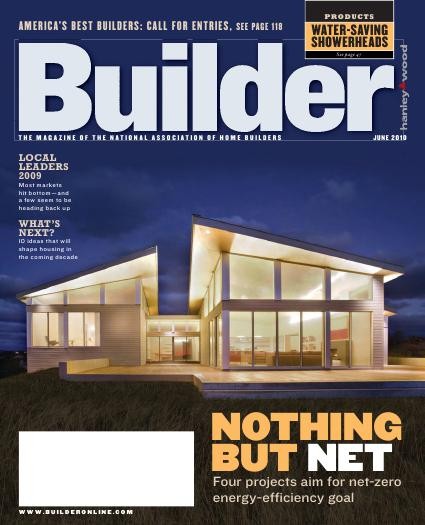 AMERICA'S BEST BUILDERS: CALL FOR ENTRIES, SEE PAGE 118
PRODUCTS
WATER-SAVING
SHOWERHEADS
See page 47
Builder
hanley wood
THE MAGAZINE OF THE NATIONAL ASSOCIATION OF HOME BUILDERS
JUNE 2010
LOCAL
LEADERS
2009
Most markets
hit bottom—and
a few seem to be
heading back up
WHAT'S
NEXT?
10 ideas that will
shape housing in
the coming decade
NOTHING
BUT NET
Four projects aim for net-zero
energy-efficiency goal
WWW.BUILDERONLINE.COM